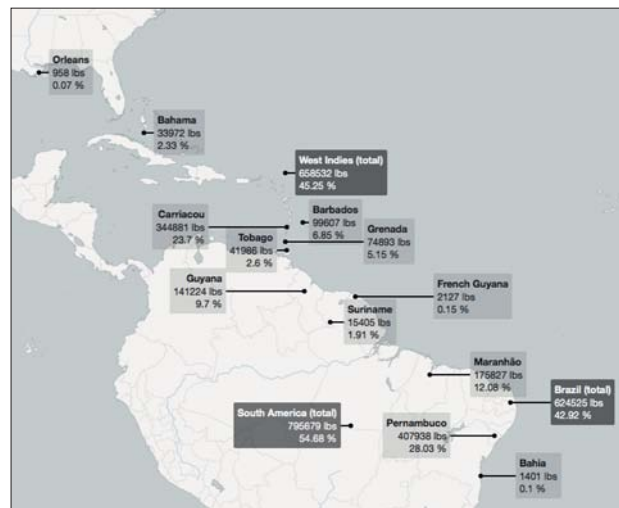 Orleans
958 lbs
0.07 %
Bahama
33972 lbs
2.33 %
West Indies (total)
658532 lbs
45.25 %
Carriacou
344881 lbs
23.7 %
Barbados
99607 lbs
6.85 %
Tobago
41986 lbs
2.6 %
Grenada
74893 lbs
5.15 %
Guyana
141224 lbs
9.7 %
French Guyana
2127 lbs
0.15 %
Suriname
15405 lbs
1.91 %
Maranhão
175827 lbs
12.08 %
Brazil (total)
624525 lbs
42.92 %
South America (total)
795679 lbs
54.68 %
Pernambuco
407938 lbs
28.03 %
Bahia
1401 lbs
0.1 %